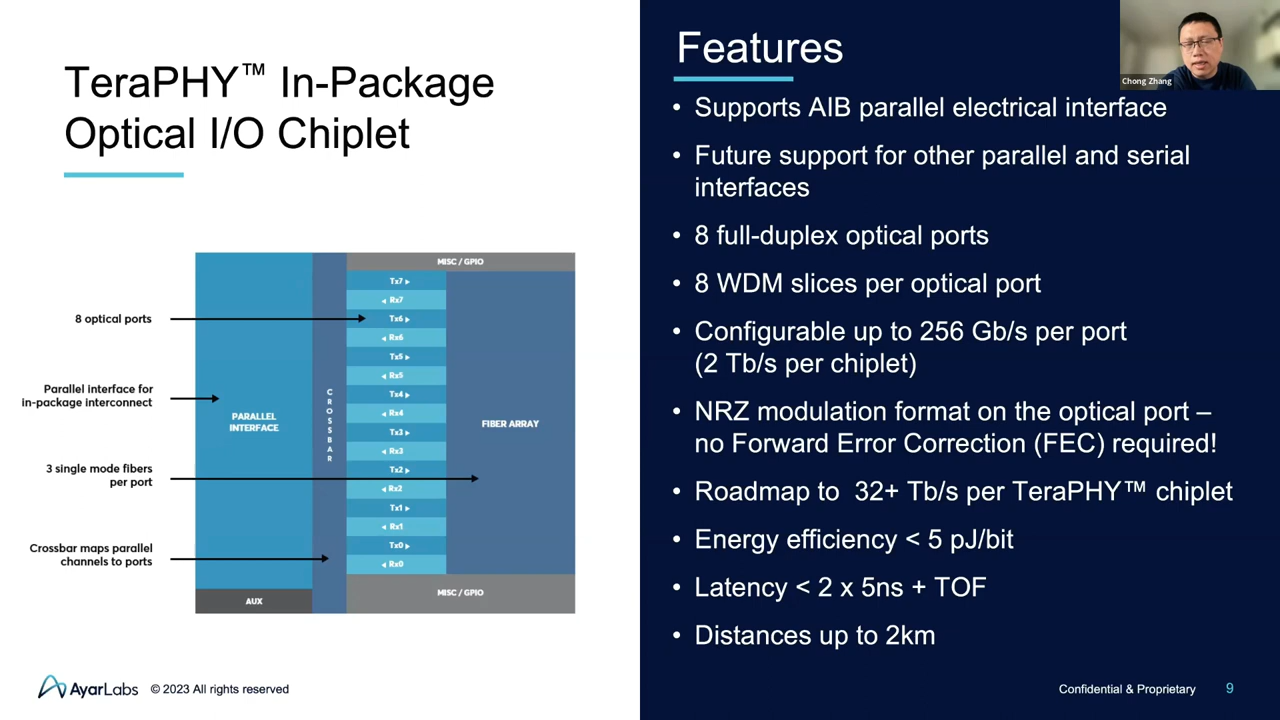 TeraPHY™ In-Package
Optical I/O Chiplet
8 optical ports
Parallel interface for
in-package interconnect
3 single mode fibers
per port
Crossbar maps parallel
channels to ports
PARALLEL
INTERFACE
AUX
CROSSBAR
MISC / GPIO
Tx7 ▸
◂ Rx7
Tx6 ▸
◂ Rx6
Tx5 ▸
◂ Rx5
Tx4 ▸
◂ Rx4
Tx3 ▸
◂ Rx3
Tx2 ▸
◂ Rx2
Tx1 ▸
◂ Rx1
Tx0 ▸
◂ Rx0
MISC / GPIO
FIBER ARRAY
AyarLabs © 2023 All rights reserved
Features
• Supports AIB parallel electrical interface
• Future support for other parallel and serial
interfaces
• 8 full-duplex optical ports
• 8 WDM slices per optical port
• Configurable up to 256 Gb/s per port
(2 Tb/s per chiplet)
• NRZ modulation format on the optical port –
no Forward Error Correction (FEC) required!
• Roadmap to 32+ Tb/s per TeraPHY™ chiplet
• Energy efficiency < 5 pJ/bit
• Latency < 2 x 5ns + TOF
• Distances up to 2km
Confidential & Proprietary 9
Chong Zhang